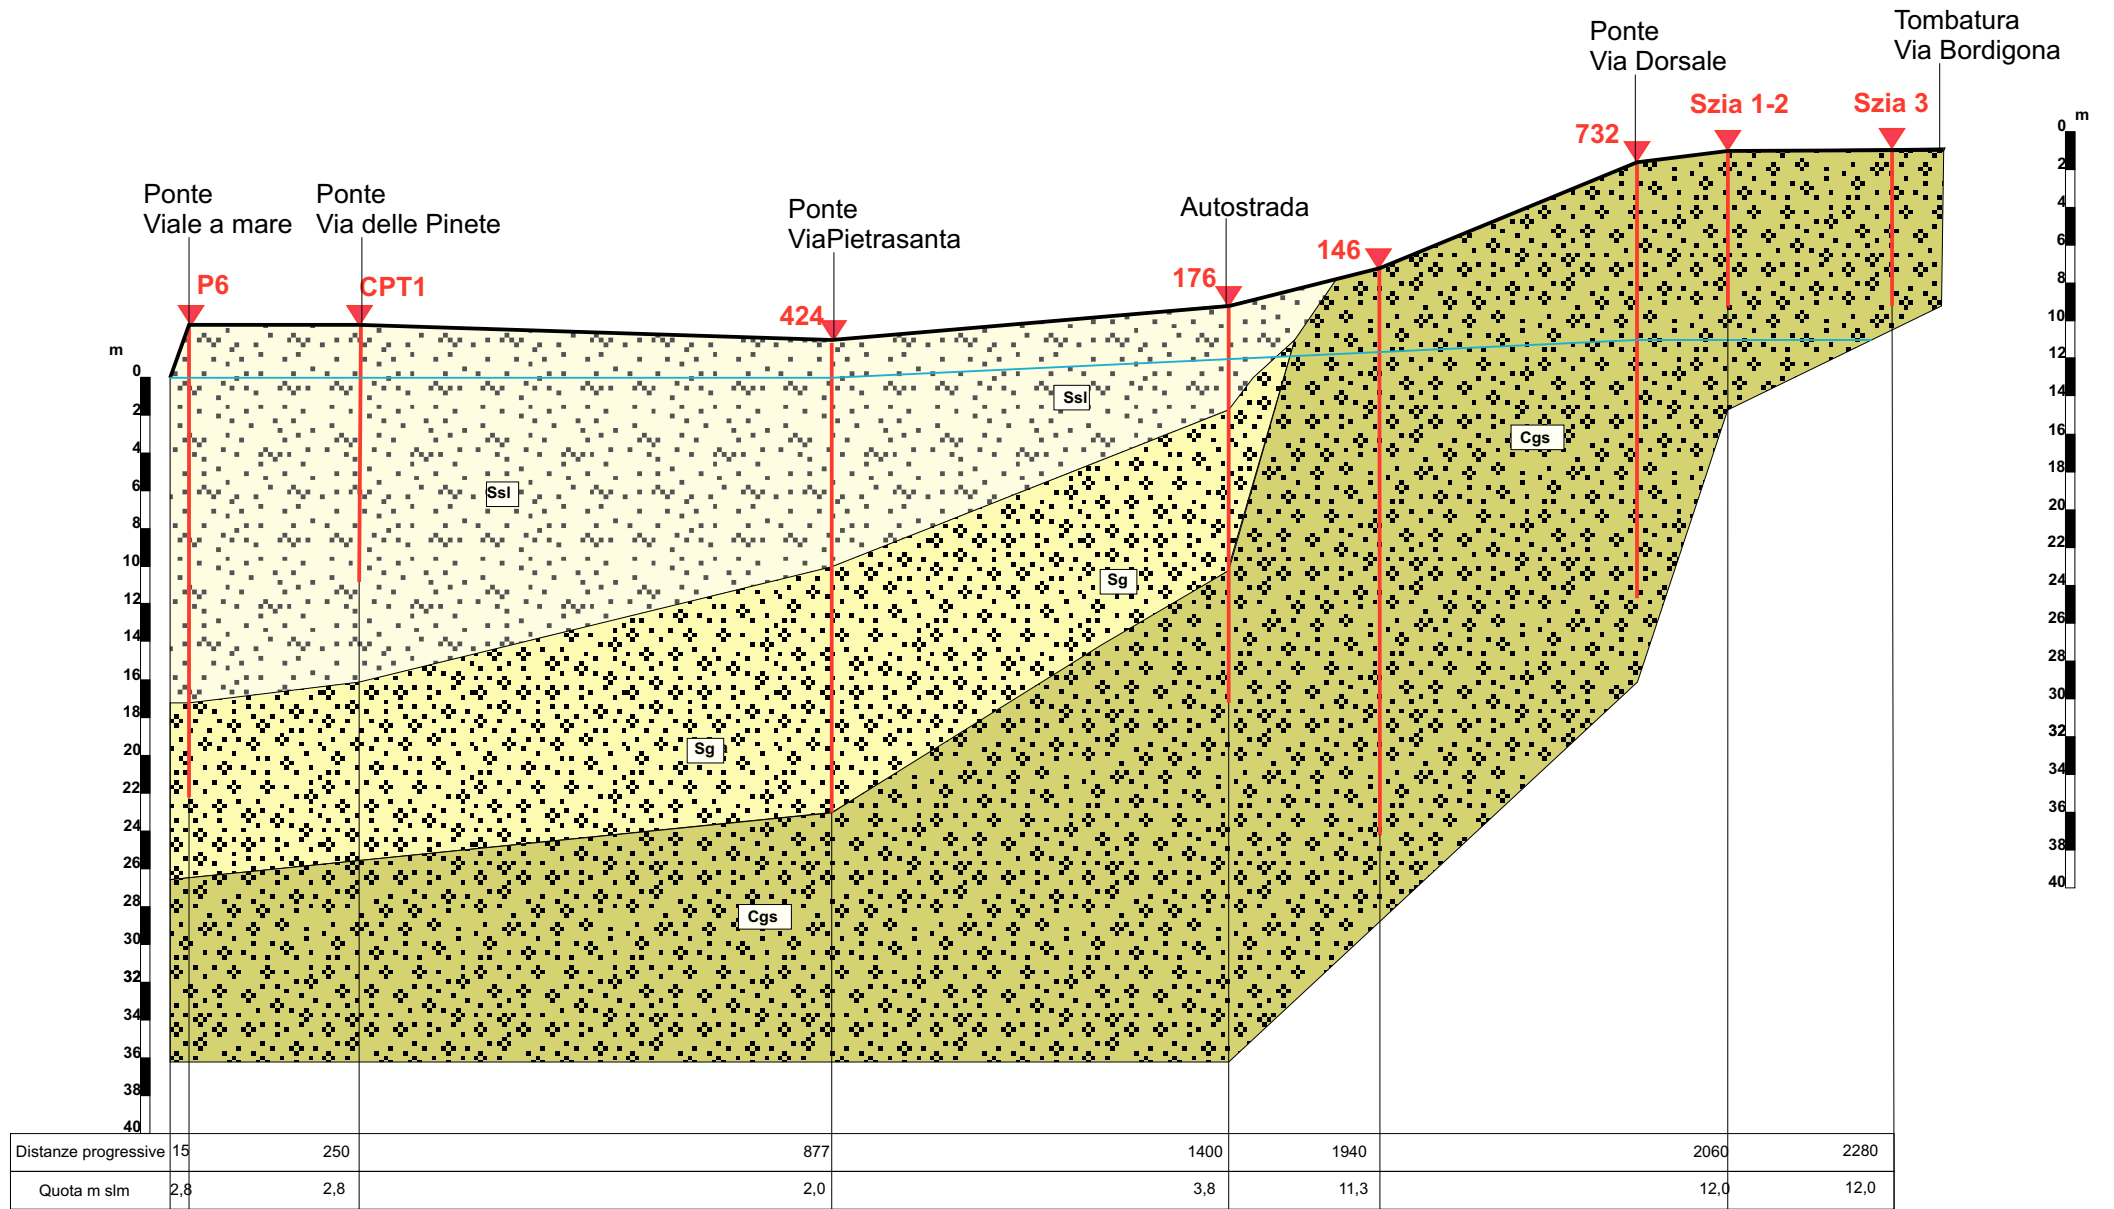 Tombatura
Via Bordigona
Ponte
Via Dorsale
Szia 1-2
Szia 3
732
Ponte
Viale a mare
Ponte
Via delle Pinete
Ponte
ViaPietrasanta
Autostrada
146
176
P6
CPT1
424
m
0
2
4
6
8
10
12
14
16
18
20
22
24
26
28
30
32
34
36
38
40
m
0
2
4
6
8
10
12
14
16
18
20
22
24
26
28
30
32
34
36
38
40
Ssl
Ssl
Cgs
Sg
Sg
Cgs
Distanze progressive 15 250 877 1400 1940 2060 2280
Quota m slm 2,8 2,8 2,0 3,8 11,3 12,0 12,0